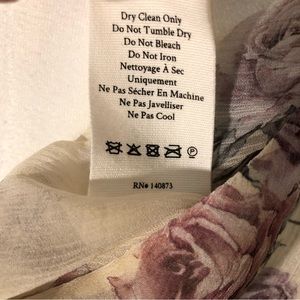 Dry Clean Only
Do Not Tumble Dry
Do Not Bleach
Do Not Iron
Nettoyage À Sec
Uniquement
Ne Pas Sécher En Machine
Ne Pas Javelliser
Ne Pas Cool
RN# 140873